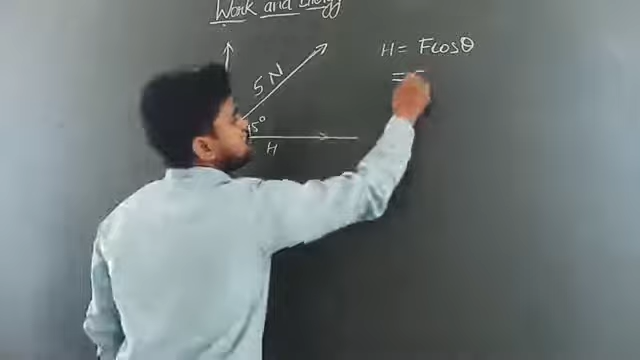 Work and Energy
5 N
H = Fcosθ
=
45°
H